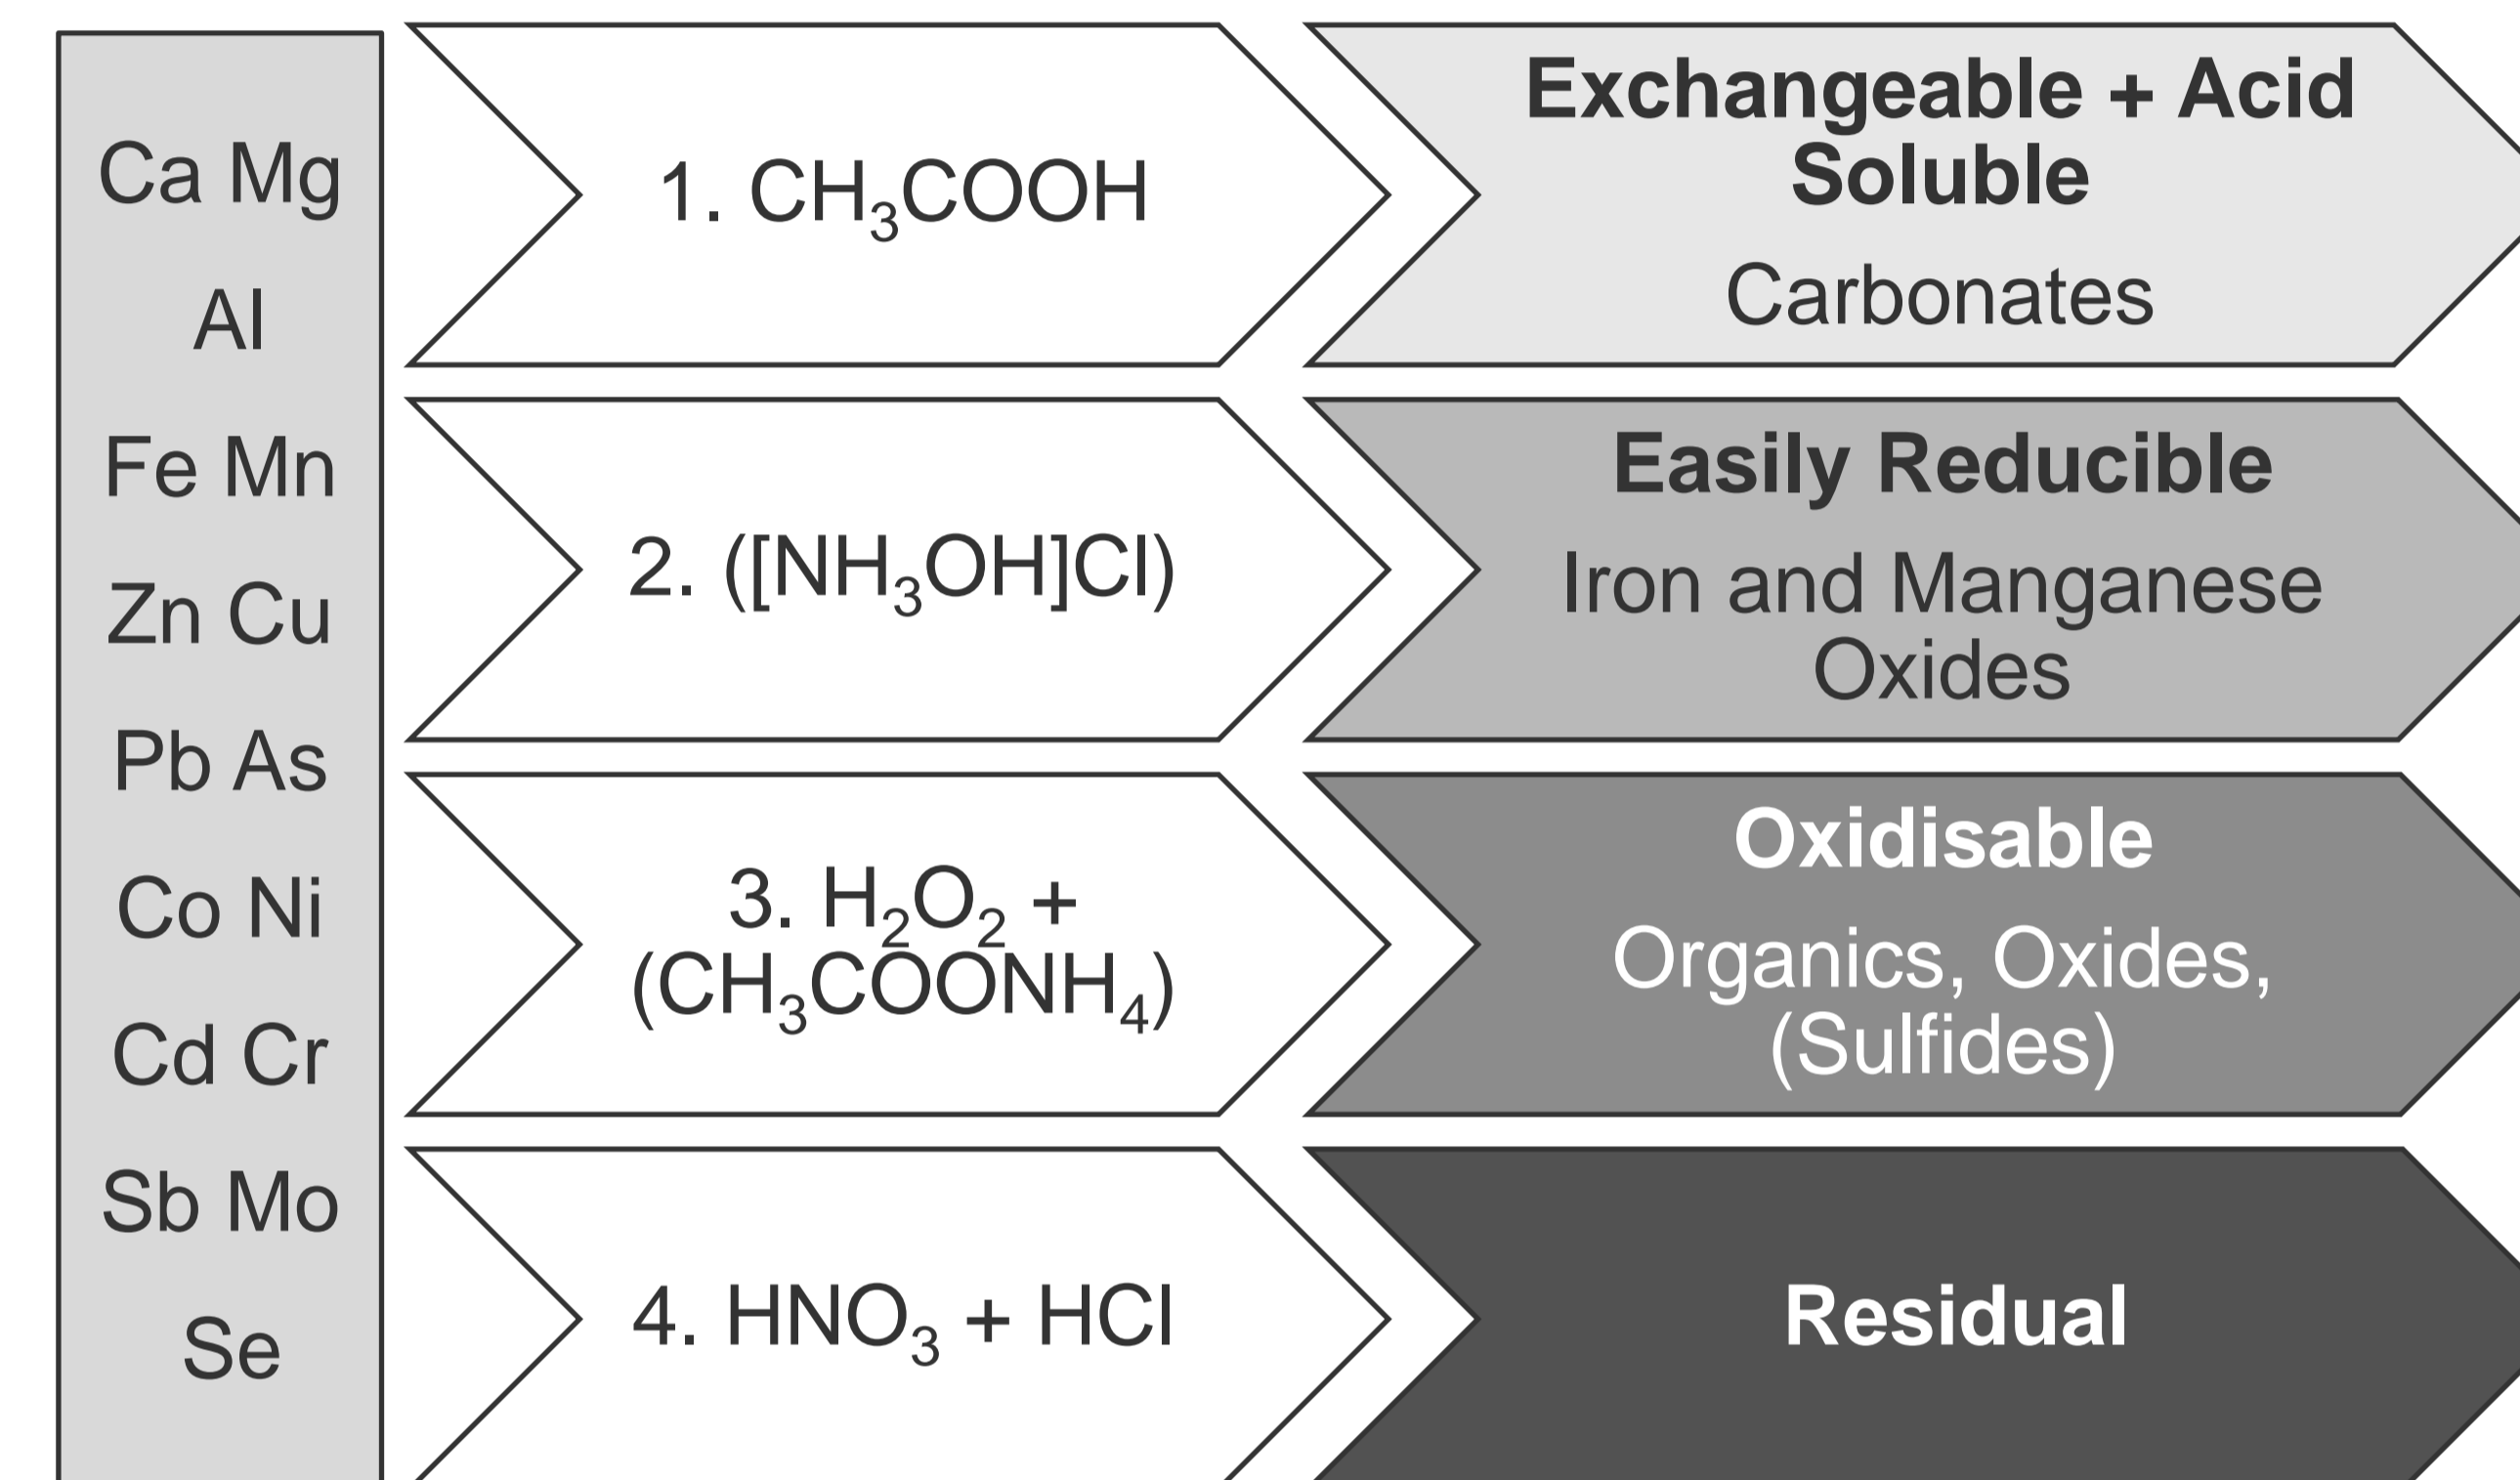 Ca Mg
Al
Fe Mn
Zn Cu
Pb As
Co Ni
Cd Cr
Sb Mo
Se
1. CH₃COOH
Exchangeable + Acid
Soluble
Carbonates
2. ([NH₃OH]Cl)
Easily Reducible
Iron and Manganese
Oxides
3. H₂O₂ +
(CH₃COONH₄)
Oxidisable
Organics, Oxides,
(Sulfides)
4. HNO₃ + HCl
Residual